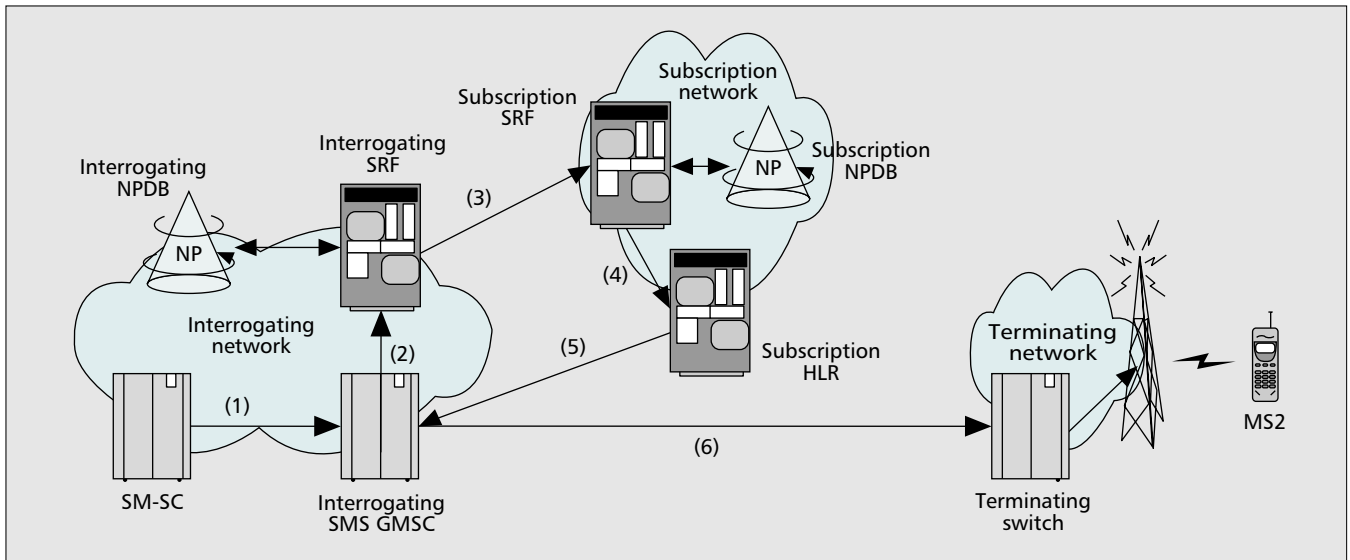 Subscription
network
Subscription
SRF
Interrogating
SRF
Interrogating
NPDB
NP
(3)
NP
Subscription
NPDB
(4)
Interrogating
network
(2)
(5)
Subscription
HLR
Terminating
network
(1)
(6)
MS2
SM-SC
Interrogating
SMS GMSC
Terminating
switch